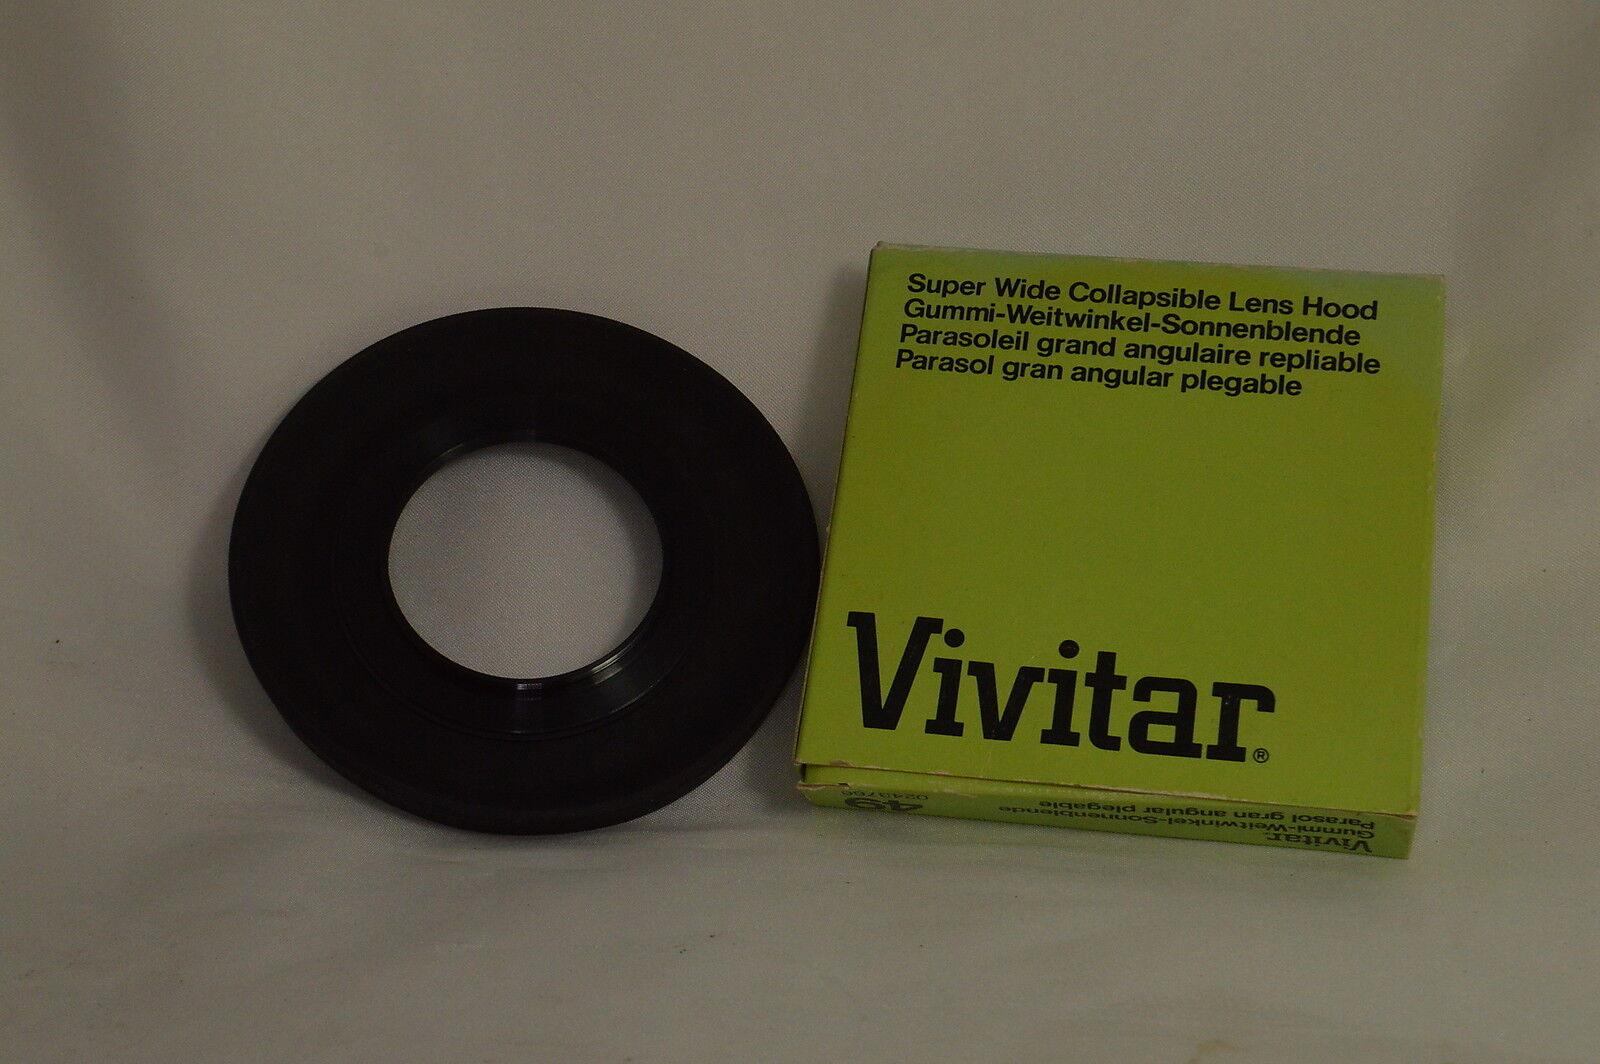 Super Wide Collapsible Lens Hood
Gummi-Weitwinkel-Sonnenblende
Parasoleil grand angulaire repliable
Parasol gran angular plegable
Vivitar®
Vivitar.
Gummi-Weitwinkel-Sonnenblende
Parasol gran angular plegable
49
0243766